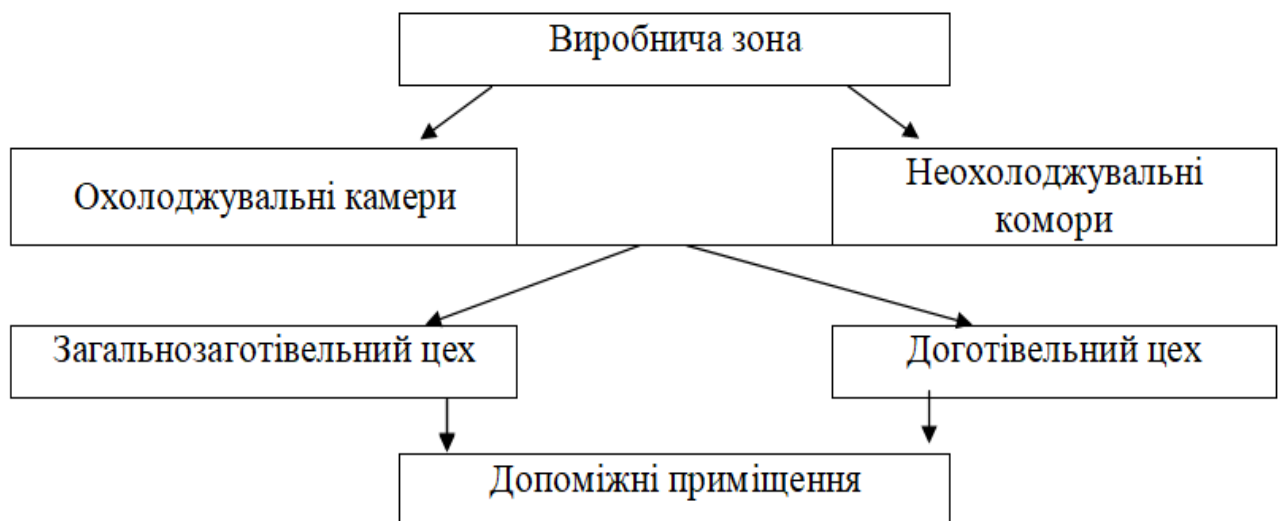 Виробнича зона
Охолоджувальні камери
Неохолоджувальні
комори
Загальнозаготівельний цех
Доготівельний цех
Допоміжні приміщення